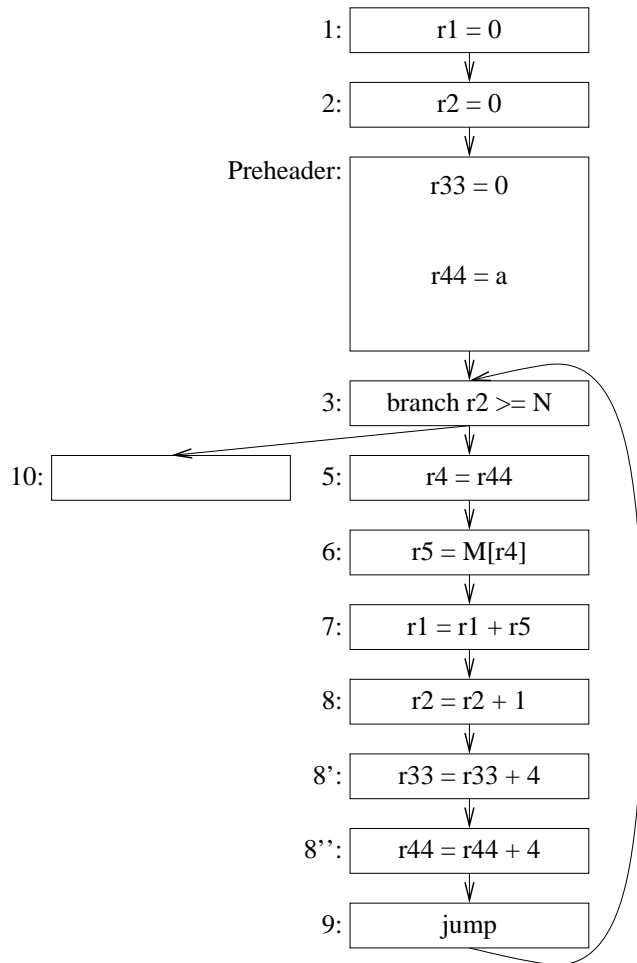 1: r1 = 0
2: r2 = 0
Preheader: r33 = 0
r44 = a
3: branch r2 >= N
10: 5: r4 = r44
6: r5 = M[r4]
7: r1 = r1 + r5
8: r2 = r2 + 1
8': r33 = r33 + 4
8'': r44 = r44 + 4
9: jump